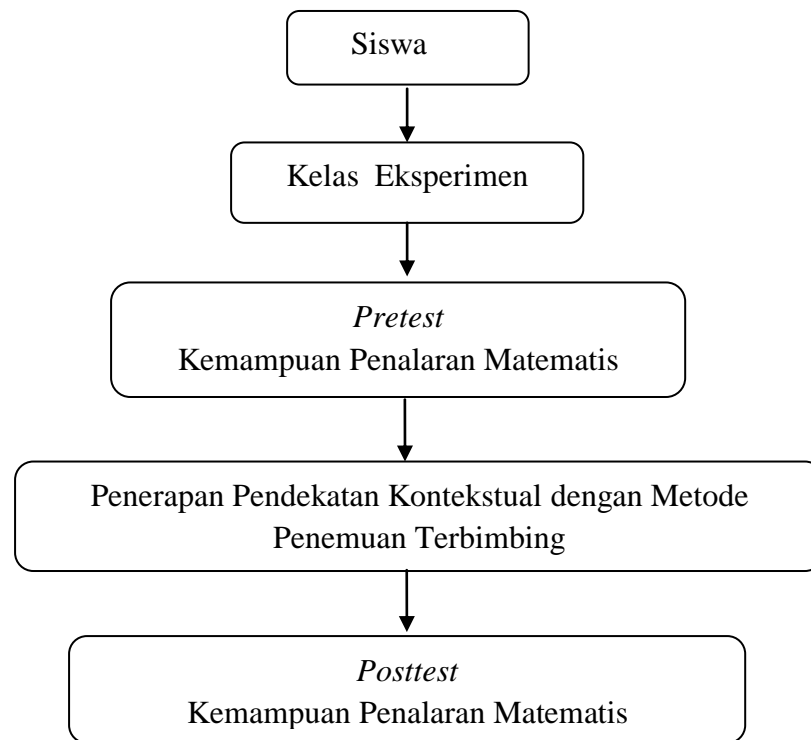 Siswa
Kelas Eksperimen
Pretest
Kemampuan Penalaran Matematis
Penerapan Pendekatan Kontekstual dengan Metode
Penemuan Terbimbing
Posttest
Kemampuan Penalaran Matematis